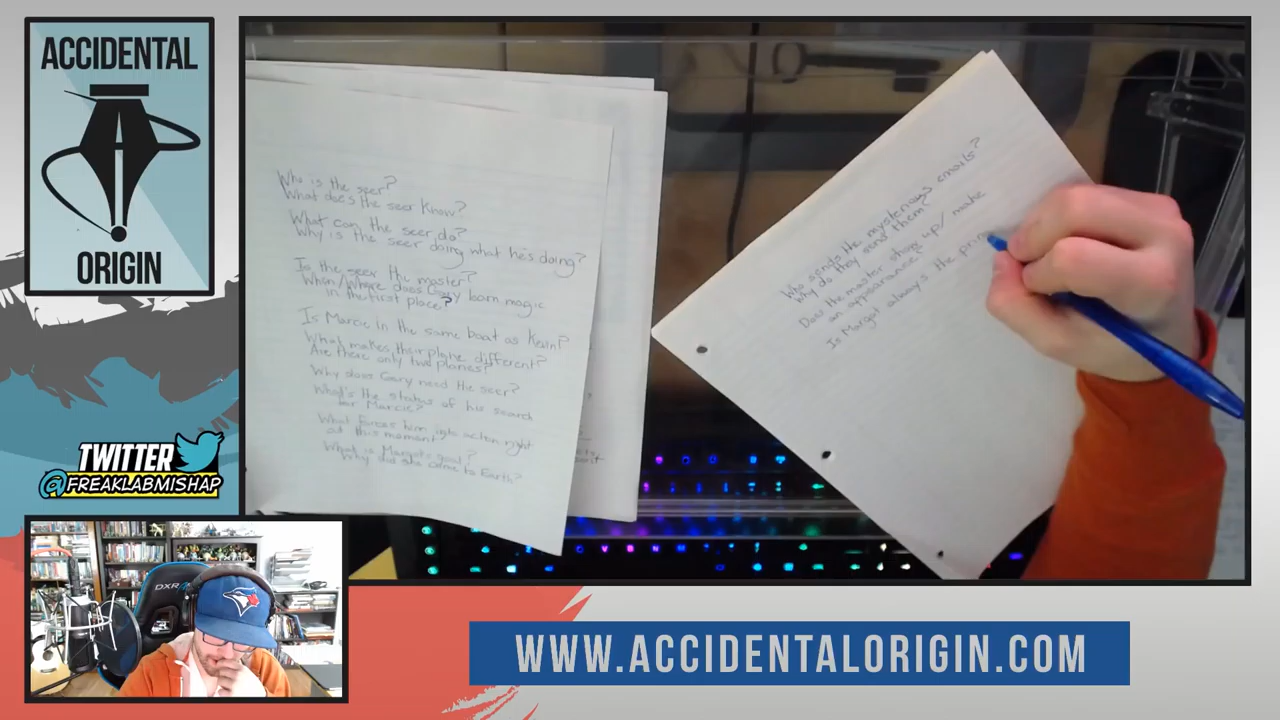 ACCIDENTAL
ORIGIN
TWITTER
@FREAKLABMISHAP
Who is the seer?
What does the seer know?
What can the seer do?
Why is the seer doing what he's doing?
Is the seer the master?
When/Where does Gary learn magic
in the first place?
Is Marcie in the same boat as Kearn?
What makes their plane different?
Are there only two planes?
Why does Gary need the seer?
What's the status of his search
for Marcie?
What forces him into action right
at this moment
What is Margot's goal?
Why did she come to Earth?
Who sends the mysterious emails?
Why do they send them?
Does the master show up/make
an appearance?
Is Margot always the prin
DXR
WWW.ACCIDENTALORIGIN.COM